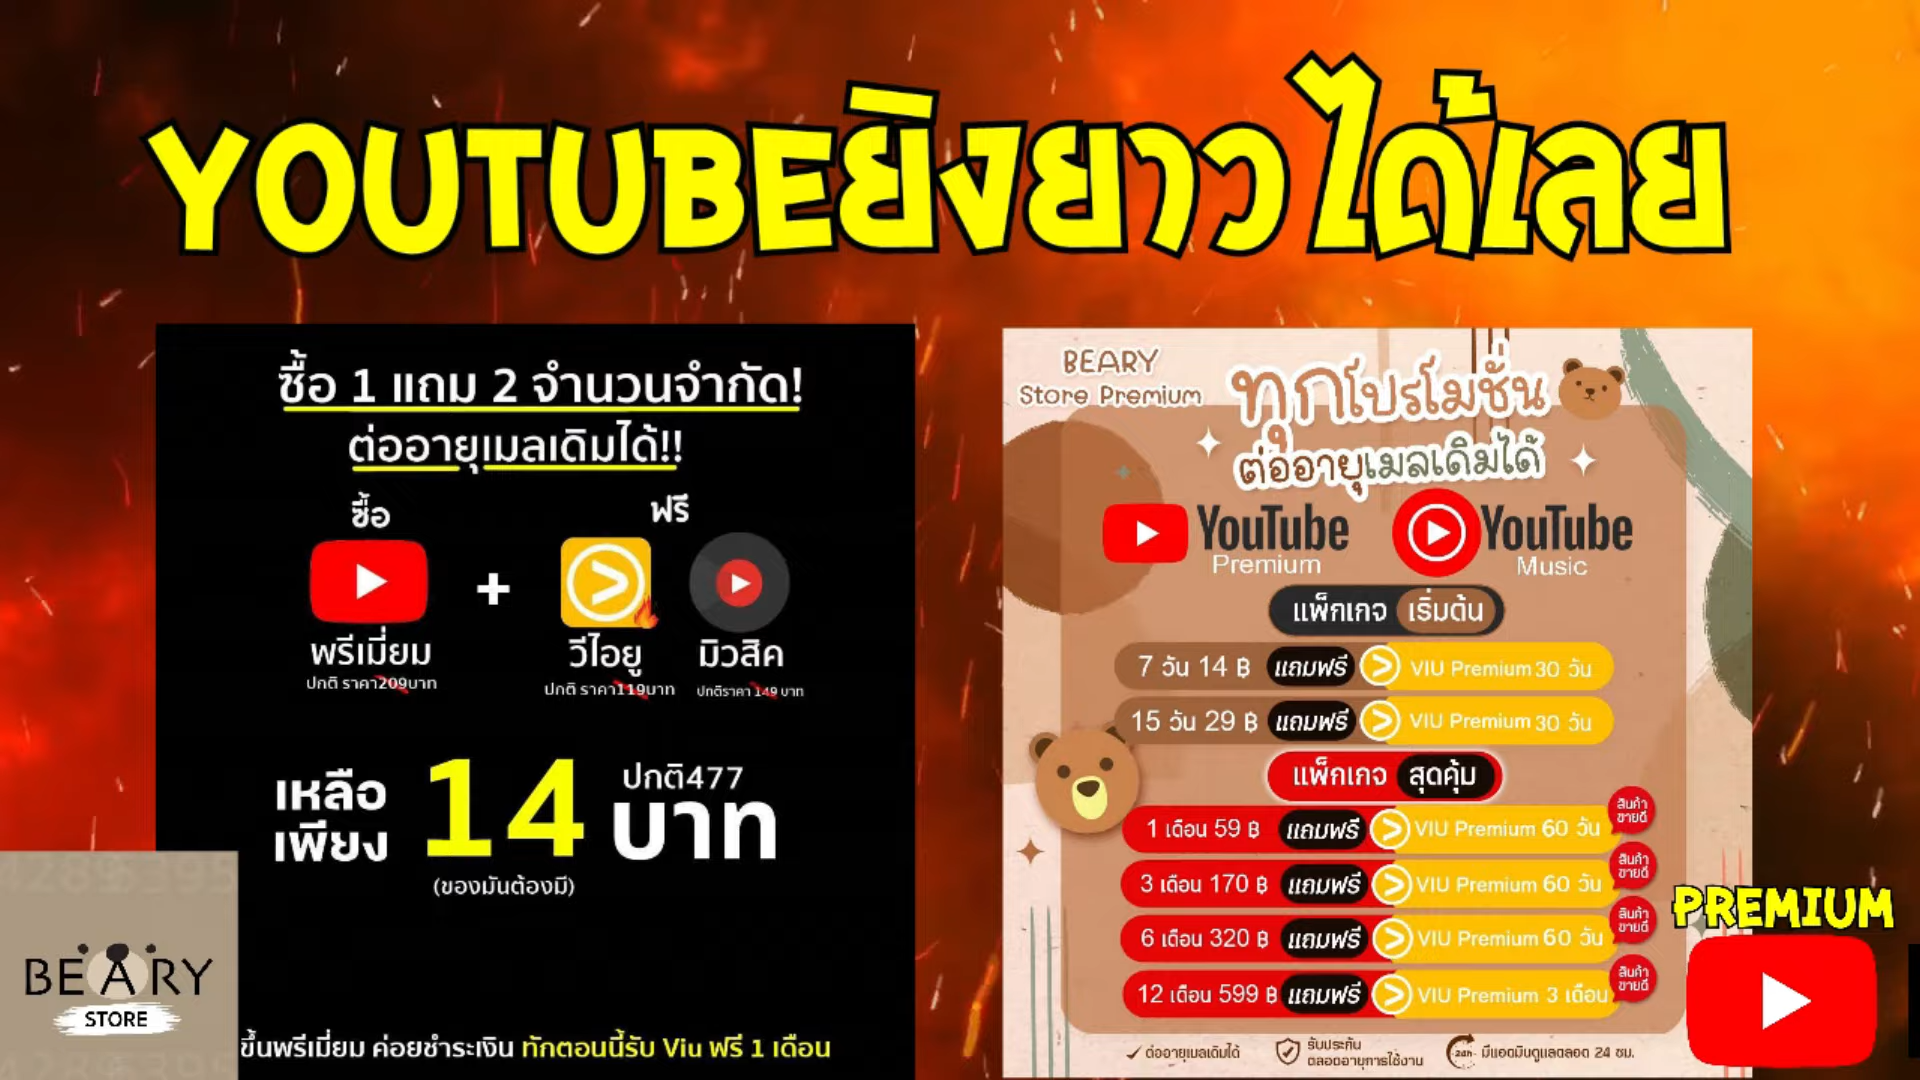 YOUTUBEยิงยาว ได้เลย
ซื้อ 1 แถม 2 จำนวนจำกัด!
ต่ออายุเมลเดิมได้!!
ซื้อ
ฟรี
+
พรีเมี่ยม
วีไอยู
มิวสิค
ปกติ ราคา209บาท
ปกติ ราคา119บาท
ปกติราคา 149 บาท
เหลือ
เพียง
14
ปกติ477
บาท
(ของมันต้องมี)
ขึ้นพรีเมี่ยม ค่อยชำระเงิน ทักตอนนี้รับ Viu ฟรี 1 เดือน
BEARY
STORE
BEARY
Store Premium
ทุกโปรโมชั่น
ต่ออายุเมลเดิมได้
YouTube
Premium
YouTube
Music
แพ็กเกจ เริ่มต้น
7 วัน 14 ฿ แถมฟรี VIU Premium 30 วัน
15 วัน 29 ฿ แถมฟรี VIU Premium 30 วัน
แพ็กเกจ สุดคุ้ม
1 เดือน 59 ฿ แถมฟรี VIU Premium 60 วัน
สินค้า
ขายดี
3 เดือน 170 ฿ แถมฟรี VIU Premium 60 วัน
สินค้า
ขายดี
6 เดือน 320 ฿ แถมฟรี VIU Premium 60 วัน
สินค้า
ขายดี
12 เดือน 599 ฿ แถมฟรี VIU Premium 3 เดือน
สินค้า
ขายดี
ต่ออายุเมลเดิมได้
รับประกัน
ตลอดอายุการใช้งาน
24h มีแอดมินดูแลตลอด 24 ชม.
PREMIUM